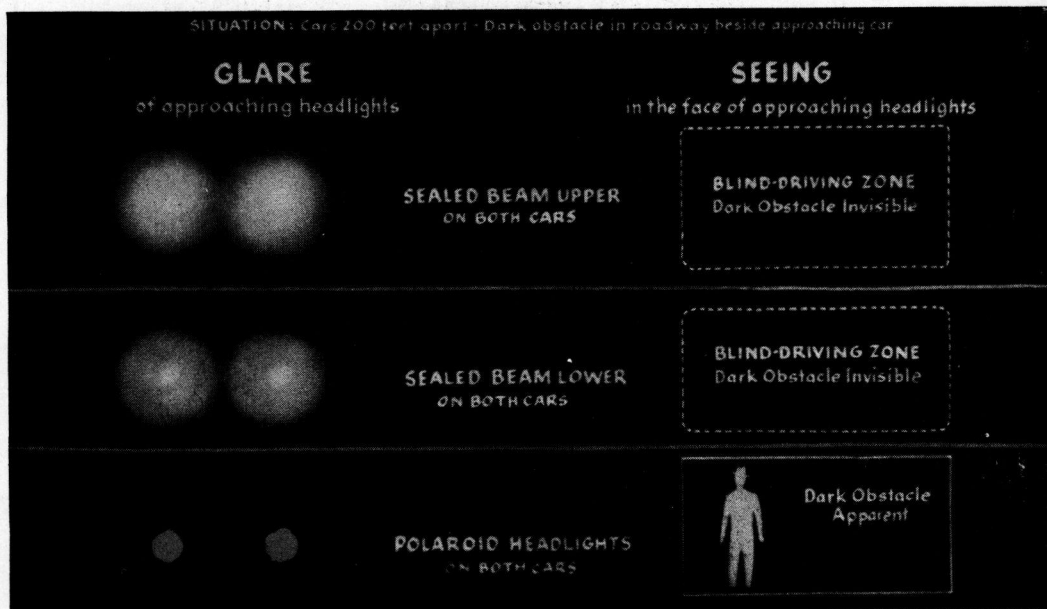 SITUATION: Cars 200 feet apart - Dark obstacle in roadway beside approaching car
GLARE
of approaching headlights
SEEING
in the face of approaching headlights
SEALED BEAM UPPER
ON BOTH CARS
BLIND-DRIVING ZONE
Dark Obstacle Invisible
SEALED BEAM LOWER
ON BOTH CARS
BLIND-DRIVING ZONE
Dark Obstacle Invisible
POLAROID HEADLIGHTS
ON BOTH CARS
Dark Obstacle
Apparent